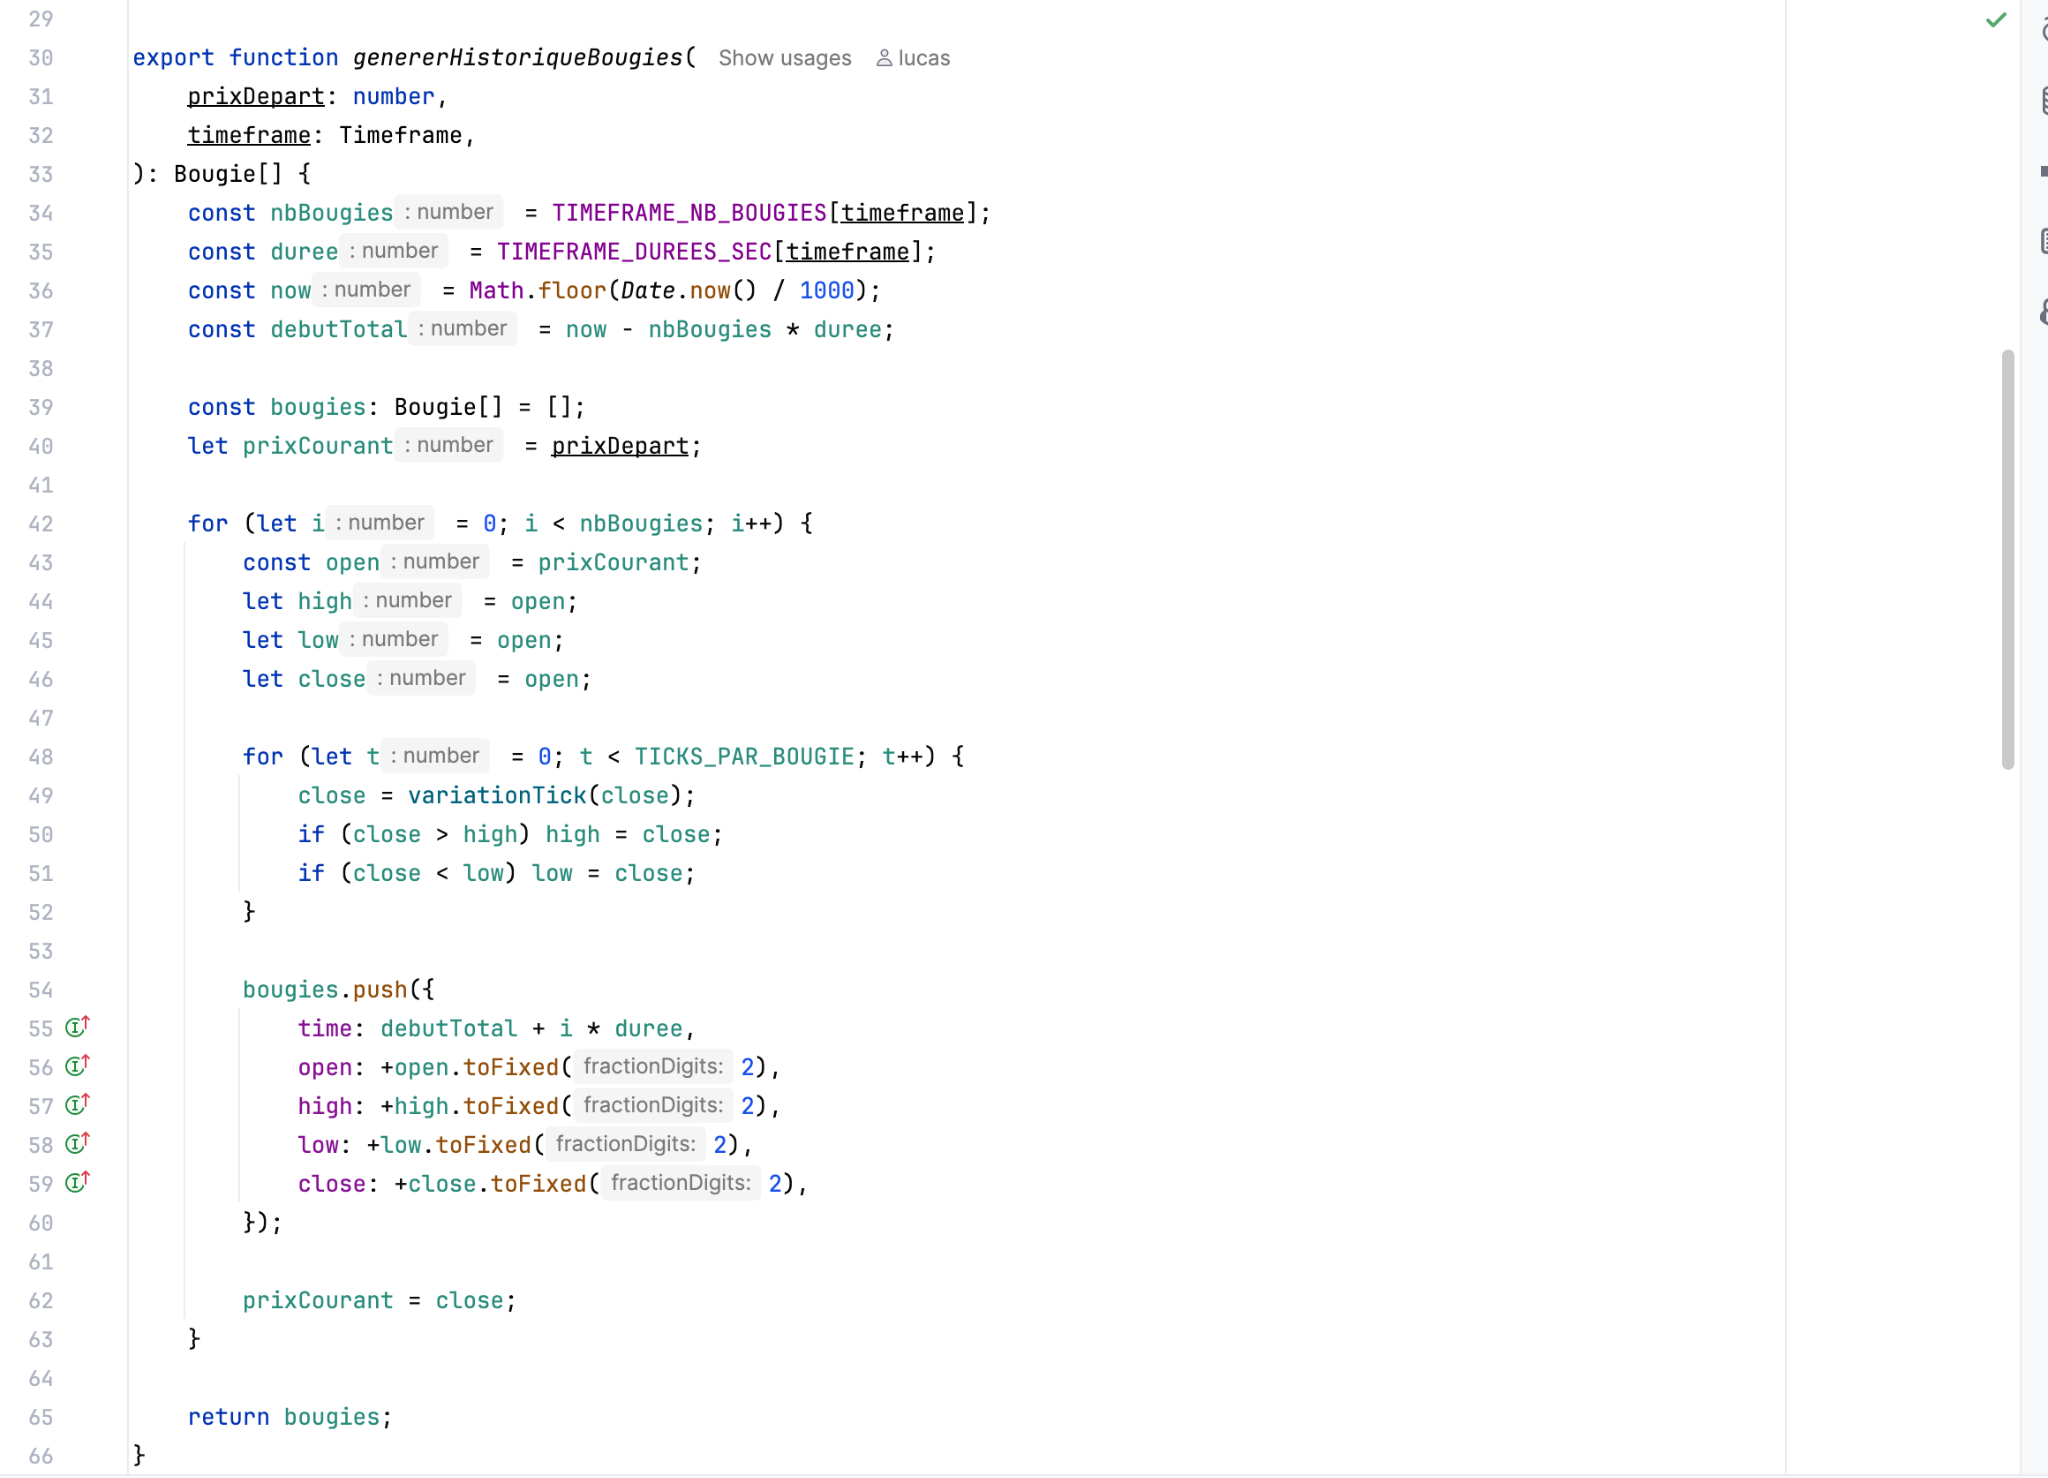 29
30 export function genererHistoriqueBougies( Show usages lucas
31 prixDepart: number,
32 timeframe: Timeframe,
33 ): Bougie[] {
34 const nbBougies : number = TIMEFRAME_NB_BOUGIES[timeframe];
35 const duree : number = TIMEFRAME_DUREES_SEC[timeframe];
36 const now : number = Math.floor(Date.now() / 1000);
37 const debutTotal : number = now - nbBougies * duree;
38
39 const bougies: Bougie[] = [];
40 let prixCourant : number = prixDepart;
41
42 for (let i : number = 0; i < nbBougies; i++) {
43 const open : number = prixCourant;
44 let high : number = open;
45 let low : number = open;
46 let close : number = open;
47
48 for (let t : number = 0; t < TICKS_PAR_BOUGIE; t++) {
49 close = variationTick(close);
50 if (close > high) high = close;
51 if (close < low) low = close;
52 }
53
54 bougies.push({
55 time: debutTotal + i * duree,
56 open: +open.toFixed( fractionDigits: 2),
57 high: +high.toFixed( fractionDigits: 2),
58 low: +low.toFixed( fractionDigits: 2),
59 close: +close.toFixed( fractionDigits: 2),
60 });
61
62 prixCourant = close;
63 }
64
65 return bougies;
66 }